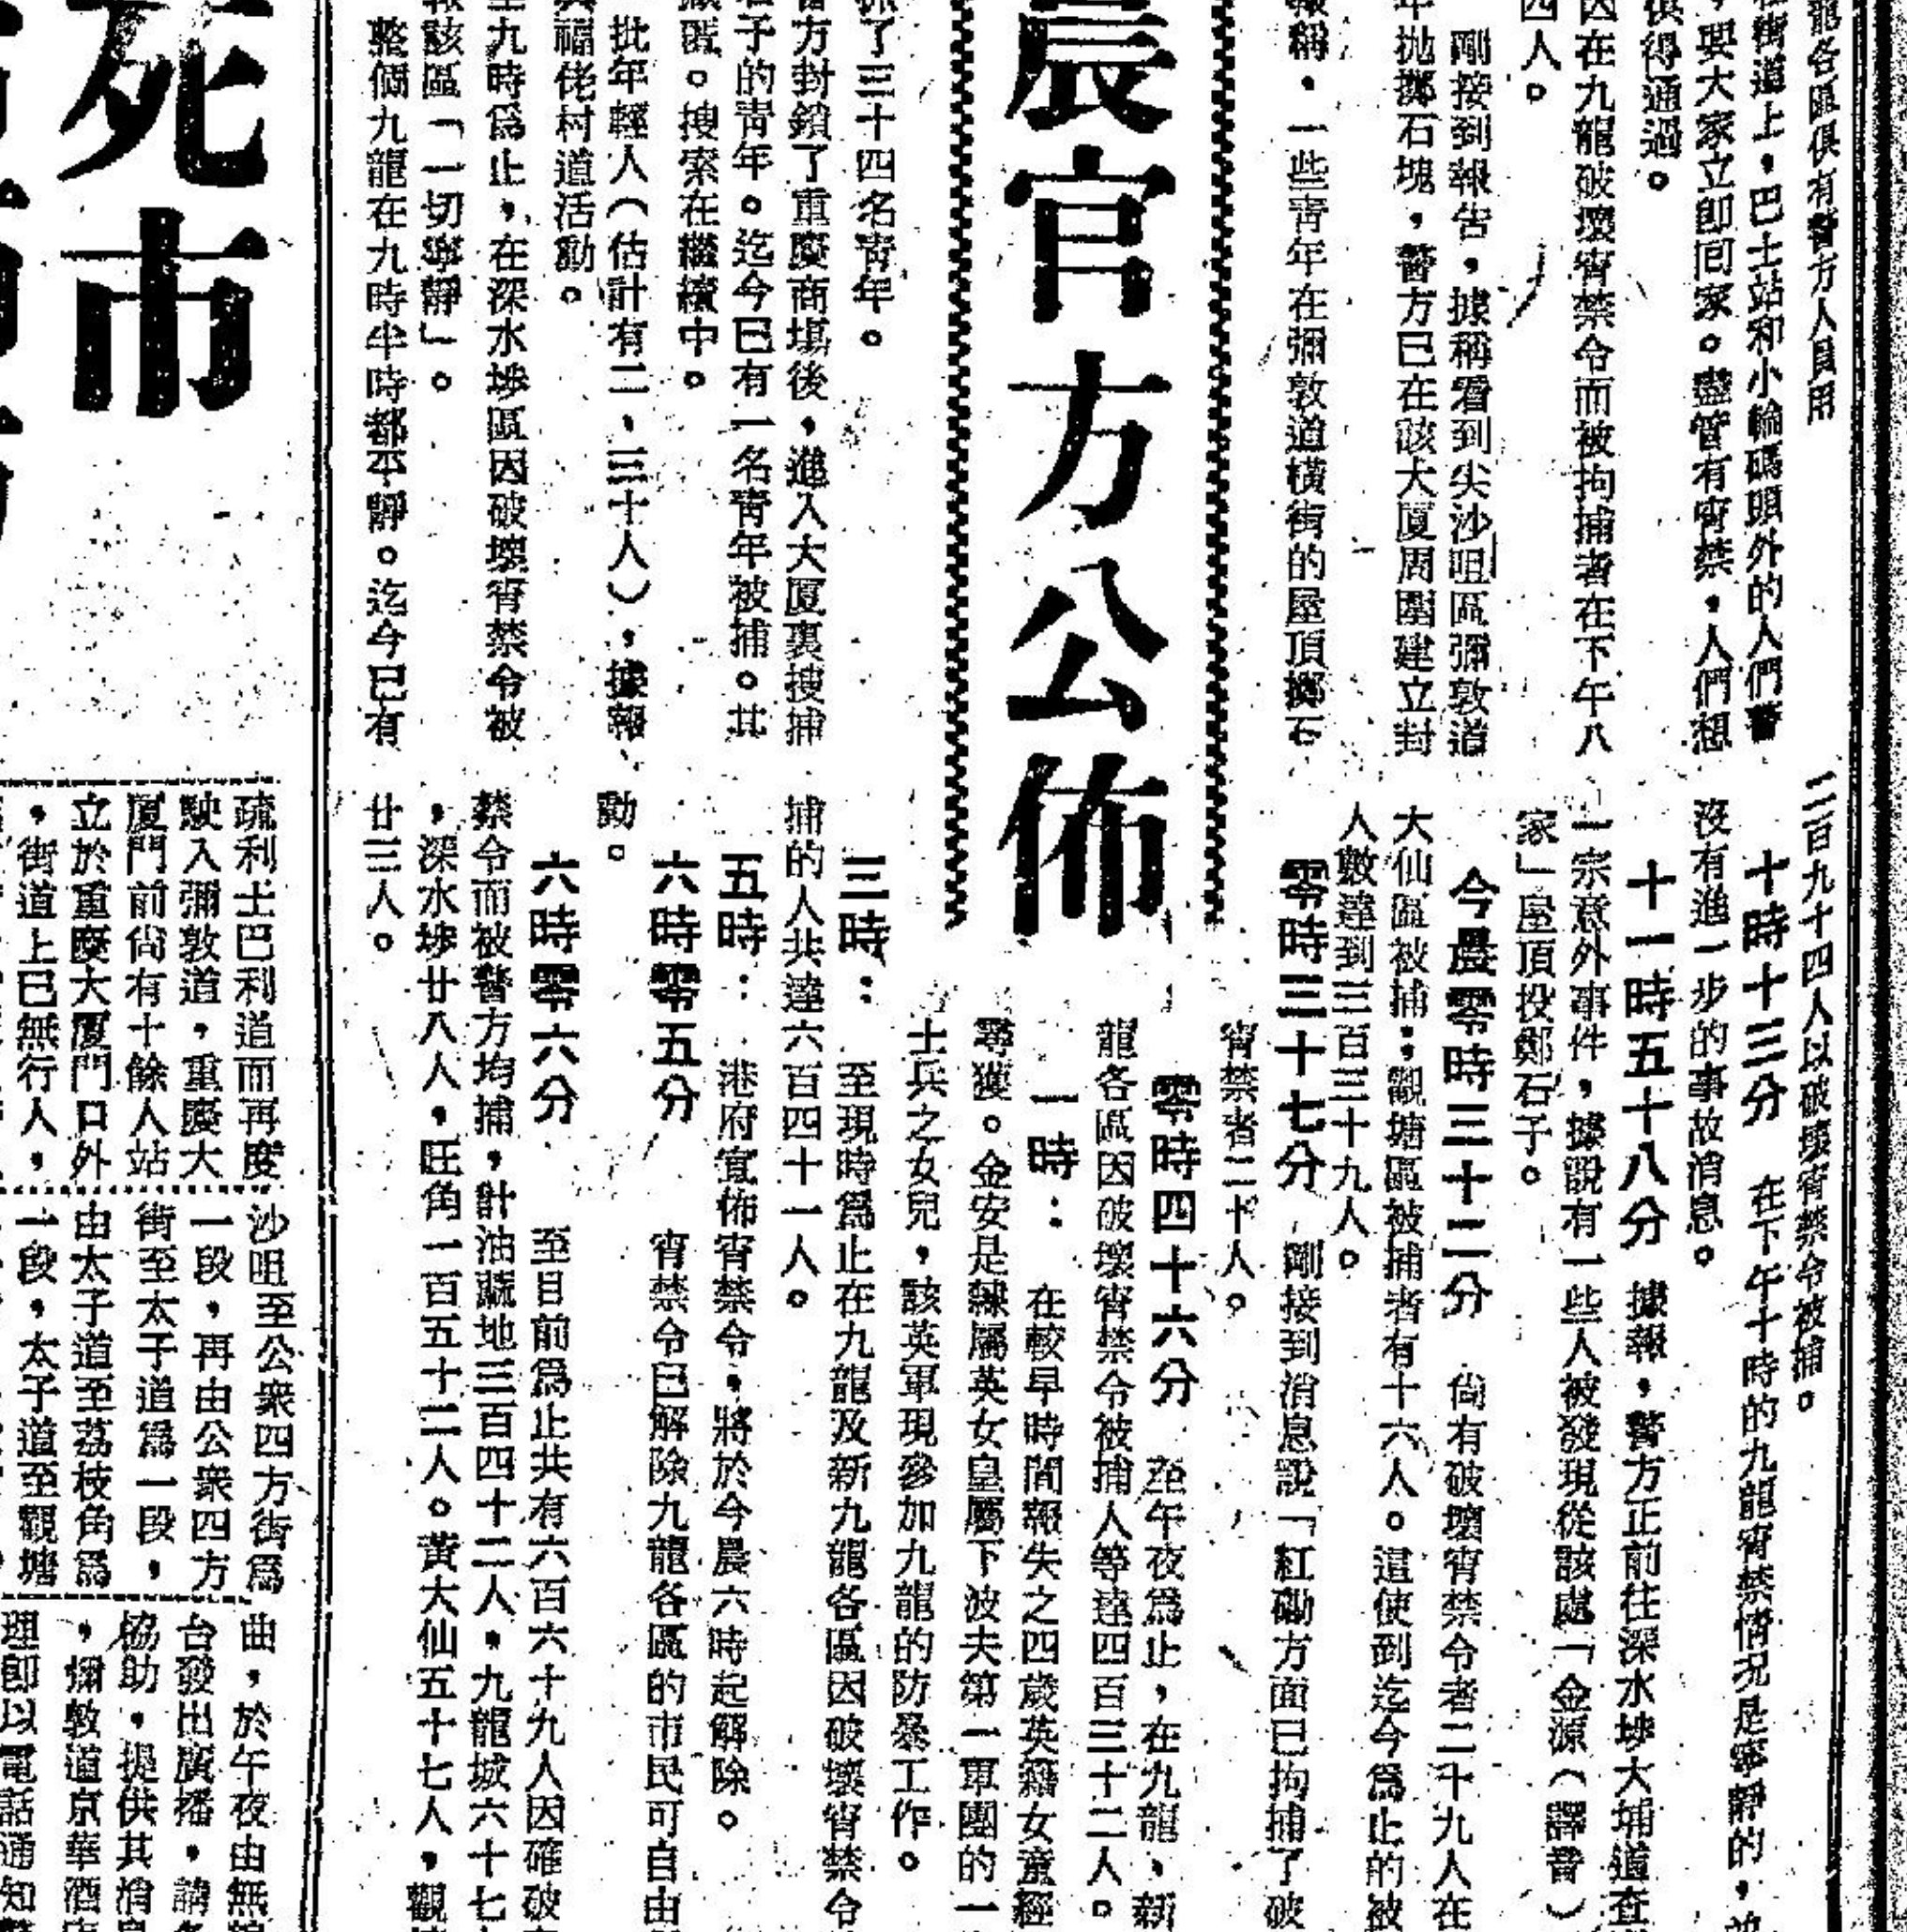 龍各區俱有警方人員用
街道上，巴士站和小輪碼頭外的人們警
，要大家立即回家。盡管有宵禁，人們想
得通過。
因在九龍破壞宵禁令而被拘捕者在下午八
四人。
剛接到報告，據稱看到尖沙咀區彌敦道
年拋擲石塊，警方已在該大廈周圍建立封
報稱，一些青年在彌敦道橫街的屋頂擲石
晨官方公佈
抓了三十四名青年。
警方封鎖了重慶商場後，進入大廈裏搜捕
石子的青年。迄今已有一名青年被捕。其
藏匿。搜索在繼續中。
批年輕人（估計有二，三十人），據報
福佬村道活動。
至九時為止，在深水埗區因破壞宵禁令被
報該區「一切寧靜」。
整個九龍在九時半時都平靜。迄今已有
二百九十四人以破壞宵禁令被捕。
十時十三分　在下午十時的九龍宵禁情況是寧靜的，
沒有進一步的事故消息。
十一時五十八分　據報，警方正前往深水埗大埔道查
一宗意外事件，據說有一些人被發現從該處「金源（譯音）
家」屋頂投擲石子。
今晨零時三十二分　尚有破壞宵禁令者二十九人在
大仙區被捕；觀塘區被捕者有十六人。這使到迄今為止的被
人數達到三百三十九人。
零時三十七分　剛接到消息說「紅磡方面已拘捕了破
宵禁者二十人。
零時四十六分　至午夜為止，在九龍、新
龍各區因破壞宵禁令被捕人等達四百三十二人。
一時：　在較早時間報失之四歲英籍女童經
尋獲。金安是隸屬英女皇屬下波夫第一軍團的一
士兵之女兒，該英軍現參加九龍的防暴工作。
三時：　至現時為止在九龍及新九龍各區因破壞宵禁令
捕的人共達六百四十一人。
五時：　港府宣佈宵禁令，將於今晨六時起解除。
六時零五分　宵禁令已解除九龍各區的市民可自由
動。
六時零六分　至目前為止共有六百六十九人因確破
禁令而被警方均捕，計油蔴地三百四十二人，九龍城六十七
，深水埗廿八人，旺角一百五十二人。黃大仙五十七人，觀
廿三人。
死市
疏利士巴利道而再度
駛入彌敦道，重慶大
廈門前尚有十餘人站
立於重慶大廈門口外
，街道上已無行人，
沙咀至公衆四方街為
一段，再由公衆四方
街至太子道為一段，
由太子道至荔枝角為
一段，太子道至觀塘
曲，於午夜由無
台發出廣播，請
協助，提供其消息
，彌敦道京華酒店
理即以電話通知